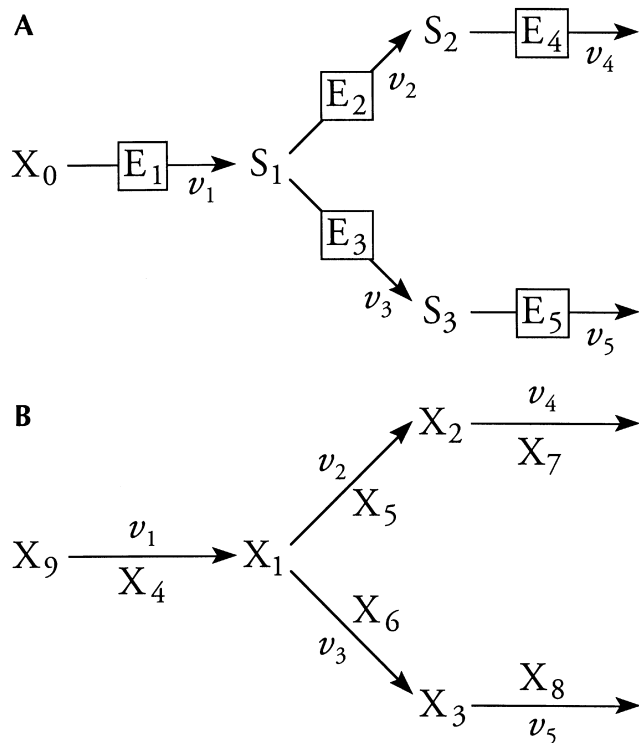 A
S₂ E₄ v₄
E₂ v₂
X₀ E₁ v₁ S₁
E₃ v₃
S₃ E₅ v₅
B
X₂ v₄ X₇
v₂ X₅
X₉ v₁ X₄ X₁
X₆ v₃
X₃ X₈ v₅